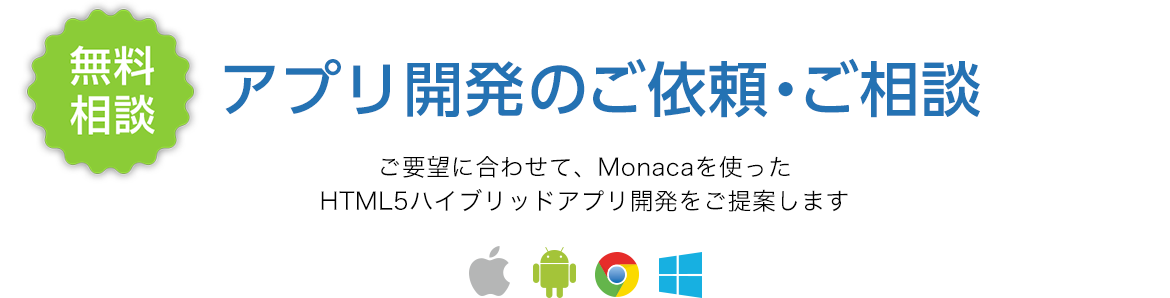 無料
相談
アプリ開発のご依頼・ご相談
ご要望に合わせて、Monacaを使った
HTML5ハイブリッドアプリ開発をご提案します